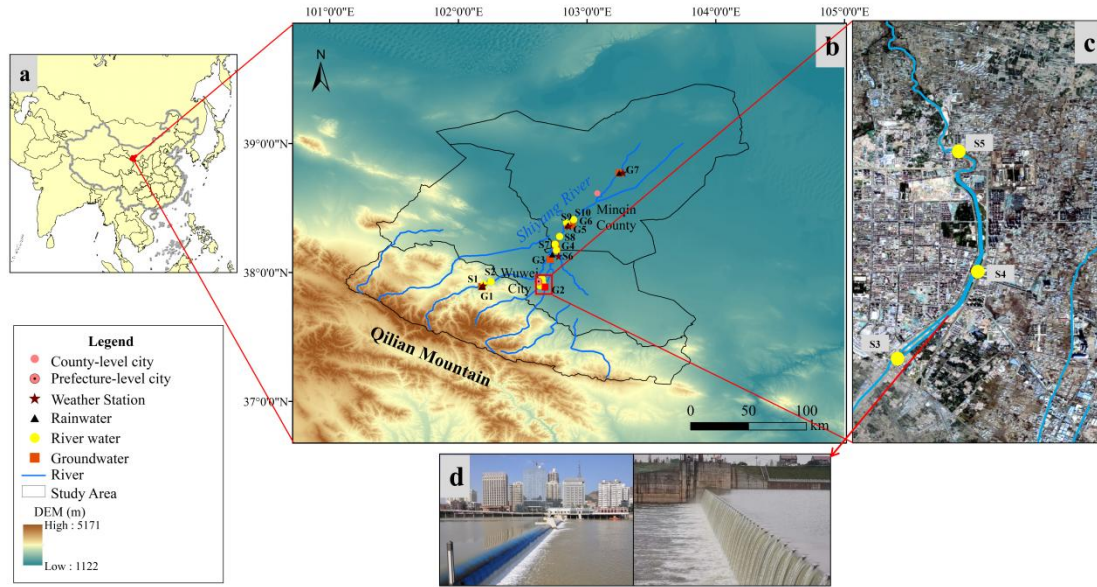 101°0'0"E
102°0'0"E
103°0'0"E
104°0'0"E
105°0'0"E
a
b
c
N
39°0'0"N
38°0'0"N
37°0'0"N
Shiyang River
G7
S10
S9
G6
G5
Minqin
County
S8
S7
G4
S6
G3
Wuwei
City
S2
S1
G1
G2
Qilian Mountain
0
50
100
km
S5
S4
S3
Legend
County-level city
Prefecture-level city
Weather Station
Rainwater
River water
Groundwater
River
Study Area
DEM (m)
High : 5171
Low : 1122
d